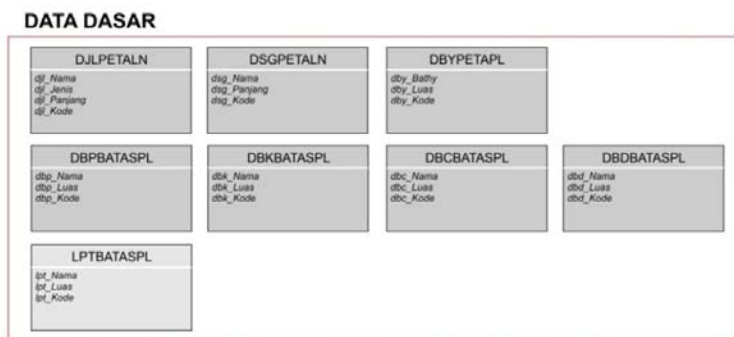 DATA DASAR
DJLPETALN
djl_Nama
djl_Jenis
djl_Panjang
djl_Kode
DSGPETALN
dsg_Nama
dsg_Panjang
dsg_Kode
DBYPETAPL
dby_Bathy
dby_Luas
dby_Kode
DBPBATASPL
dbp_Nama
dbp_Luas
dbp_Kode
DBKBATASPL
dbk_Nama
dbk_Luas
dbk_Kode
DBCBATASPL
dbc_Nama
dbc_Luas
dbc_Kode
DBDBATASPL
dbd_Nama
dbd_Luas
dbd_Kode
LPTBATASPL
lpt_Nama
lpt_Luas
lpt_Kode